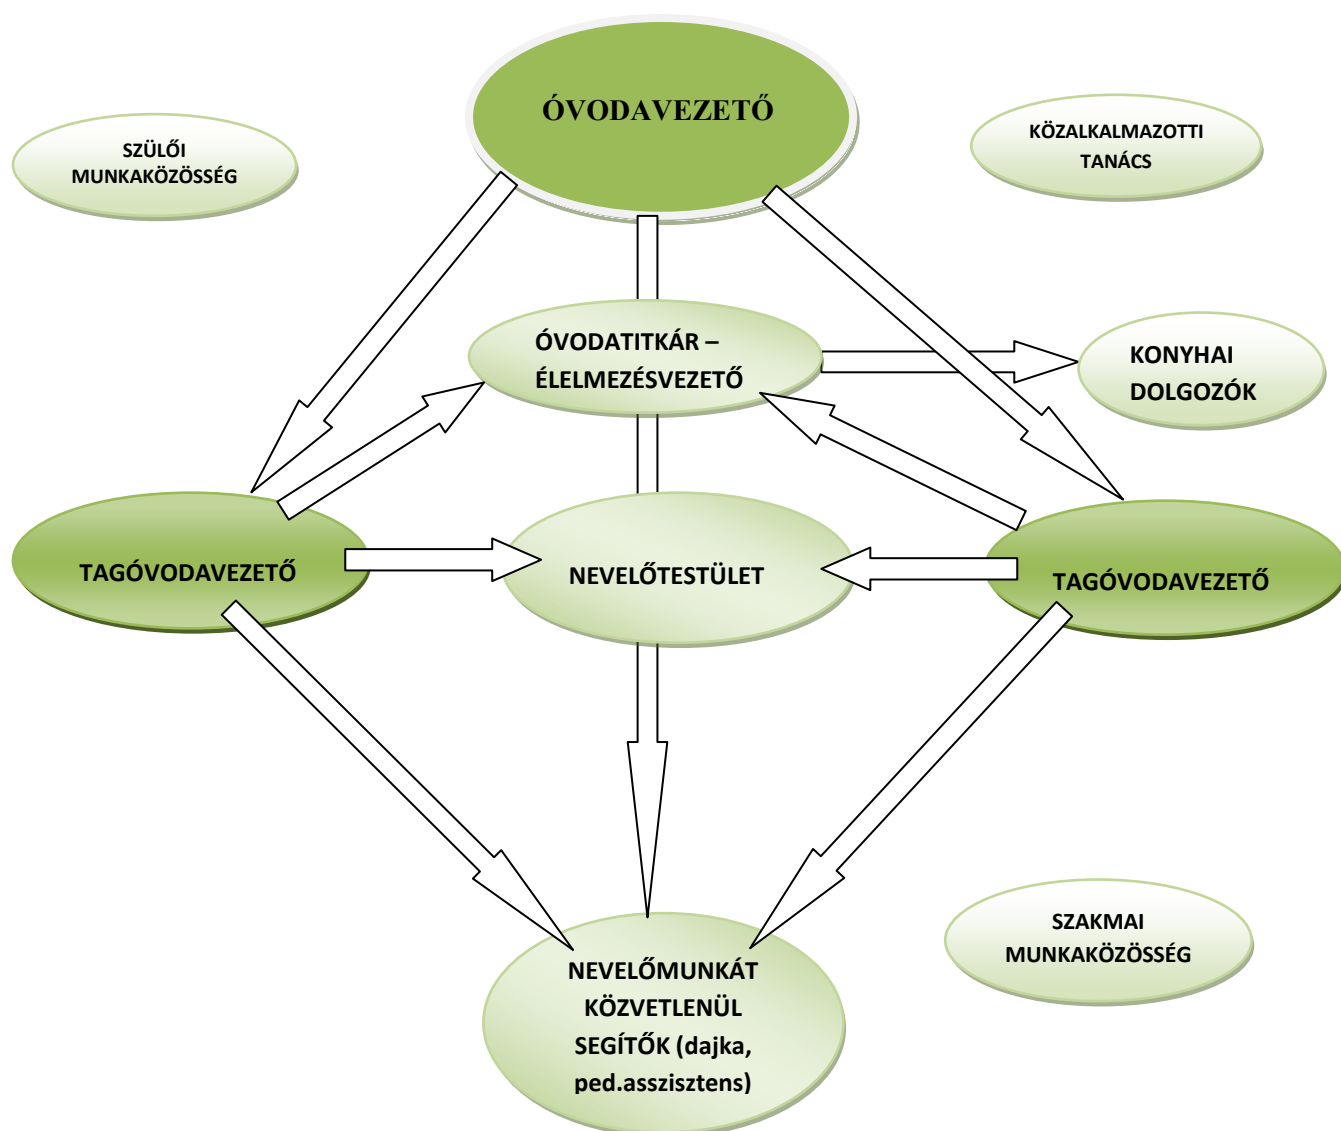 ÓVODAVEZETŐ
SZÜLŐI
MUNKAKÖZÖSSÉG
KÖZALKALMAZOTTI
TANÁCS
ÓVODATITKÁR –
ÉLELMEZÉSVEZETŐ
KONYHAI
DOLGOZÓK
TAGÓVODAVEZETŐ
NEVELŐTESTÜLET
TAGÓVODAVEZETŐ
SZAKMAI
MUNKAKÖZÖSSÉG
NEVELŐMUNKÁT
KÖZVETLENÜL
SEGÍTŐK (dajka,
ped.asszisztens)